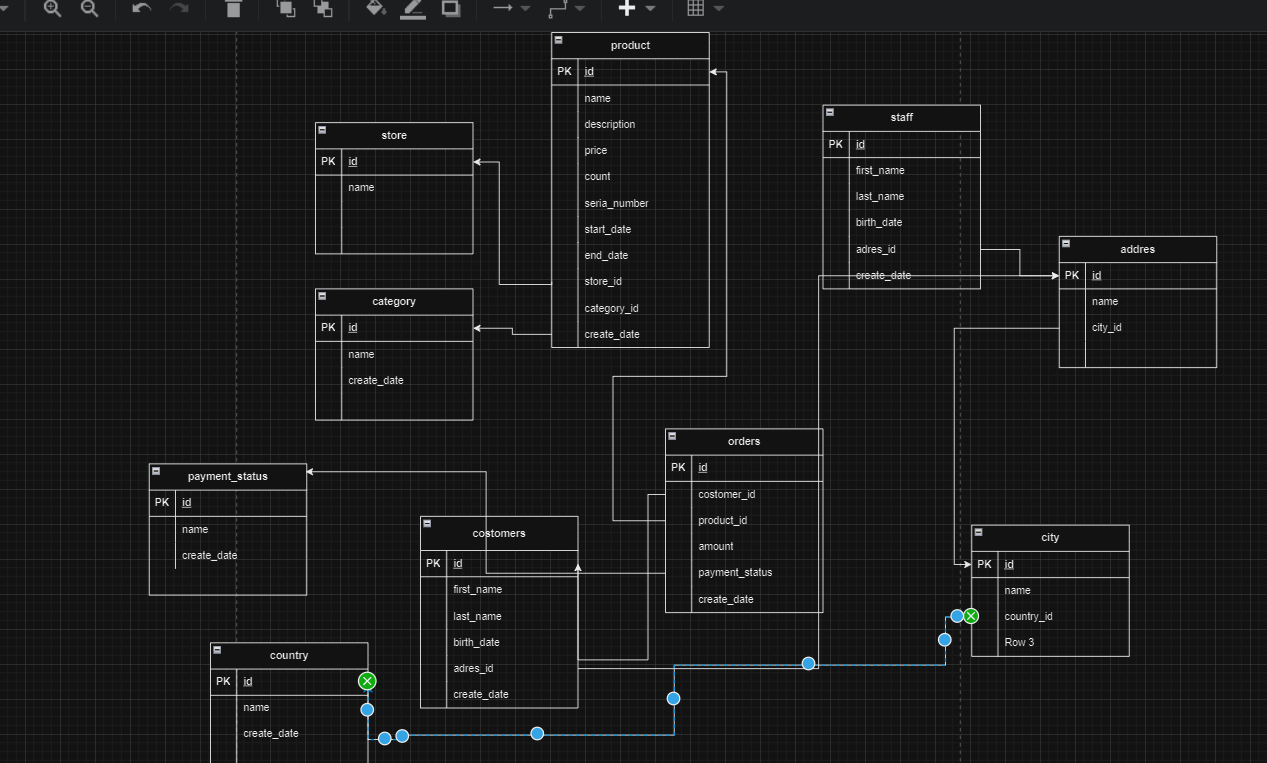 product
PK id
name
description
price
count
seria_number
start_date
end_date
store_id
category_id
create_date
staff
PK id
first_name
last_name
birth_date
adres_id
create_date
store
PK id
name
addres
PK id
name
city_id
category
PK id
name
create_date
orders
PK id
costomer_id
product_id
amount
payment_status
create_date
payment_status
PK id
name
create_date
costomers
PK id
first_name
last_name
birth_date
adres_id
create_date
city
PK id
name
country_id
Row 3
country
PK id
name
create_date